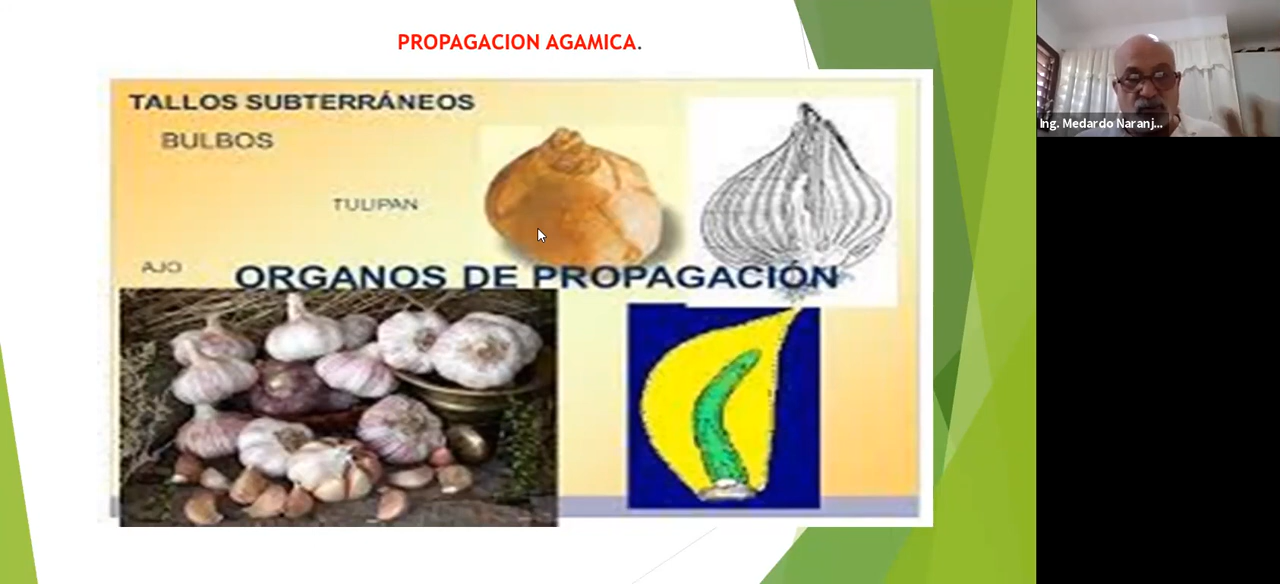 PROPAGACION AGAMICA.
TALLOS SUBTERRÁNEOS
BULBOS
TULIPAN
AJO
ORGANOS DE PROPAGACIÓN
Ing. Medardo Naranj...